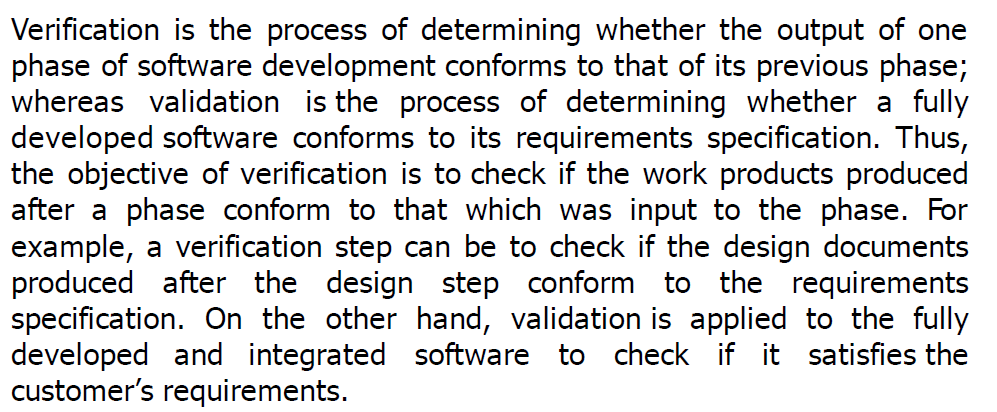 Verification is the process of determining whether the output of one
phase of software development conforms to that of its previous phase;
whereas validation is the process of determining whether a fully
developed software conforms to its requirements specification. Thus,
the objective of verification is to check if the work products produced
after a phase conform to that which was input to the phase. For
example, a verification step can be to check if the design documents
produced after the design step conform to the requirements
specification. On the other hand, validation is applied to the fully
developed and integrated software to check if it satisfies the
customer’s requirements.